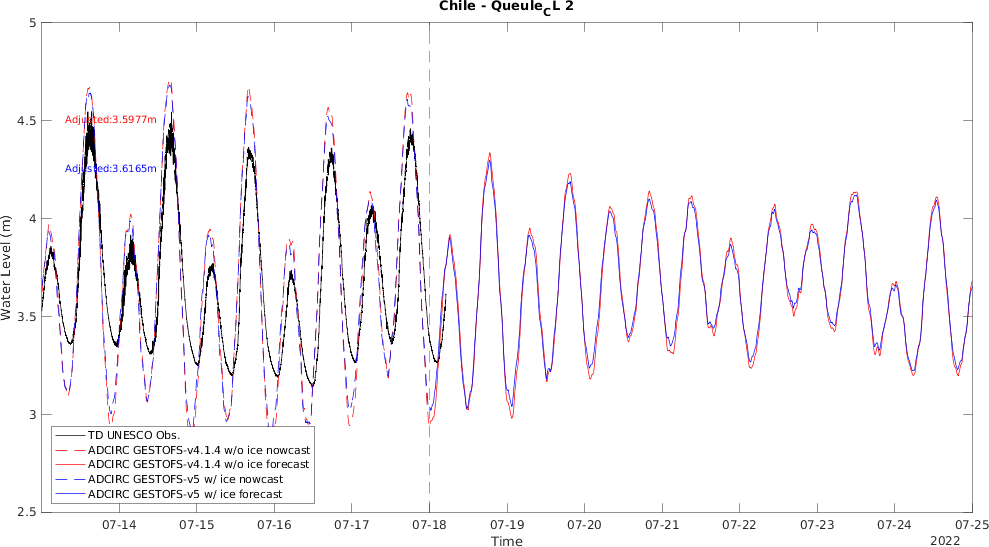 Chile - QueuleCL 2
5
4.5
4
3.5
3
2.5
Water Level (m)
Adjusted:3.5977m
Adjusted:3.6165m
TD UNESCO Obs.
ADCIRC GESTOFS-v4.1.4 w/o ice nowcast
ADCIRC GESTOFS-v4.1.4 w/o ice forecast
ADCIRC GESTOFS-v5 w/ ice nowcast
ADCIRC GESTOFS-v5 w/ ice forecast
07-14 07-15 07-16 07-17 07-18 07-19 07-20 07-21 07-22 07-23 07-24 07-25
Time
2022